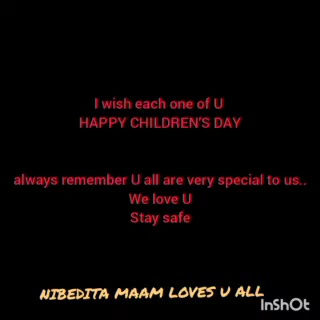 I wish each one of U
HAPPY CHILDREN'S DAY
always remember U all are very special to us..
We love U
Stay safe
NIBEDITA MAAM LOVES U ALL
InShOt